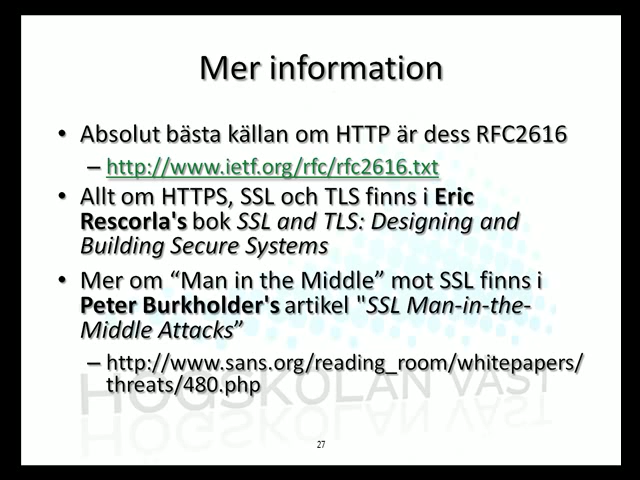 Mer information
• Absolut bästa källan om HTTP är dess RFC2616
– http://www.ietf.org/rfc/rfc2616.txt
• Allt om HTTPS, SSL och TLS finns i Eric
Rescorla's bok SSL and TLS: Designing and
Building Secure Systems
• Mer om “Man in the Middle” mot SSL finns i
Peter Burkholder's artikel "SSL Man-in-the-
Middle Attacks”
– http://www.sans.org/reading_room/whitepapers/
threats/480.php
HÖGSKOLAN VÄST
27